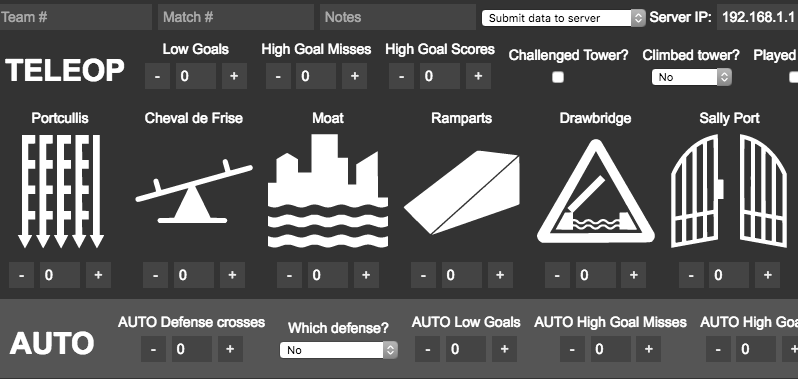 Team # Match # Notes Submit data to server Server IP: 192.168.1.1
Low Goals High Goal Misses High Goal Scores Challenged Tower? Climbed tower? Played
TELEOP - 0 + - 0 + - 0 + No
Portcullis Cheval de Frise Moat Ramparts Drawbridge Sally Port
- 0 + - 0 + - 0 + - 0 + - 0 + - 0 +
AUTO Defense crosses Which defense? AUTO Low Goals AUTO High Goal Misses AUTO High Goa
AUTO - 0 + No - 0 + - 0 + - 0 +